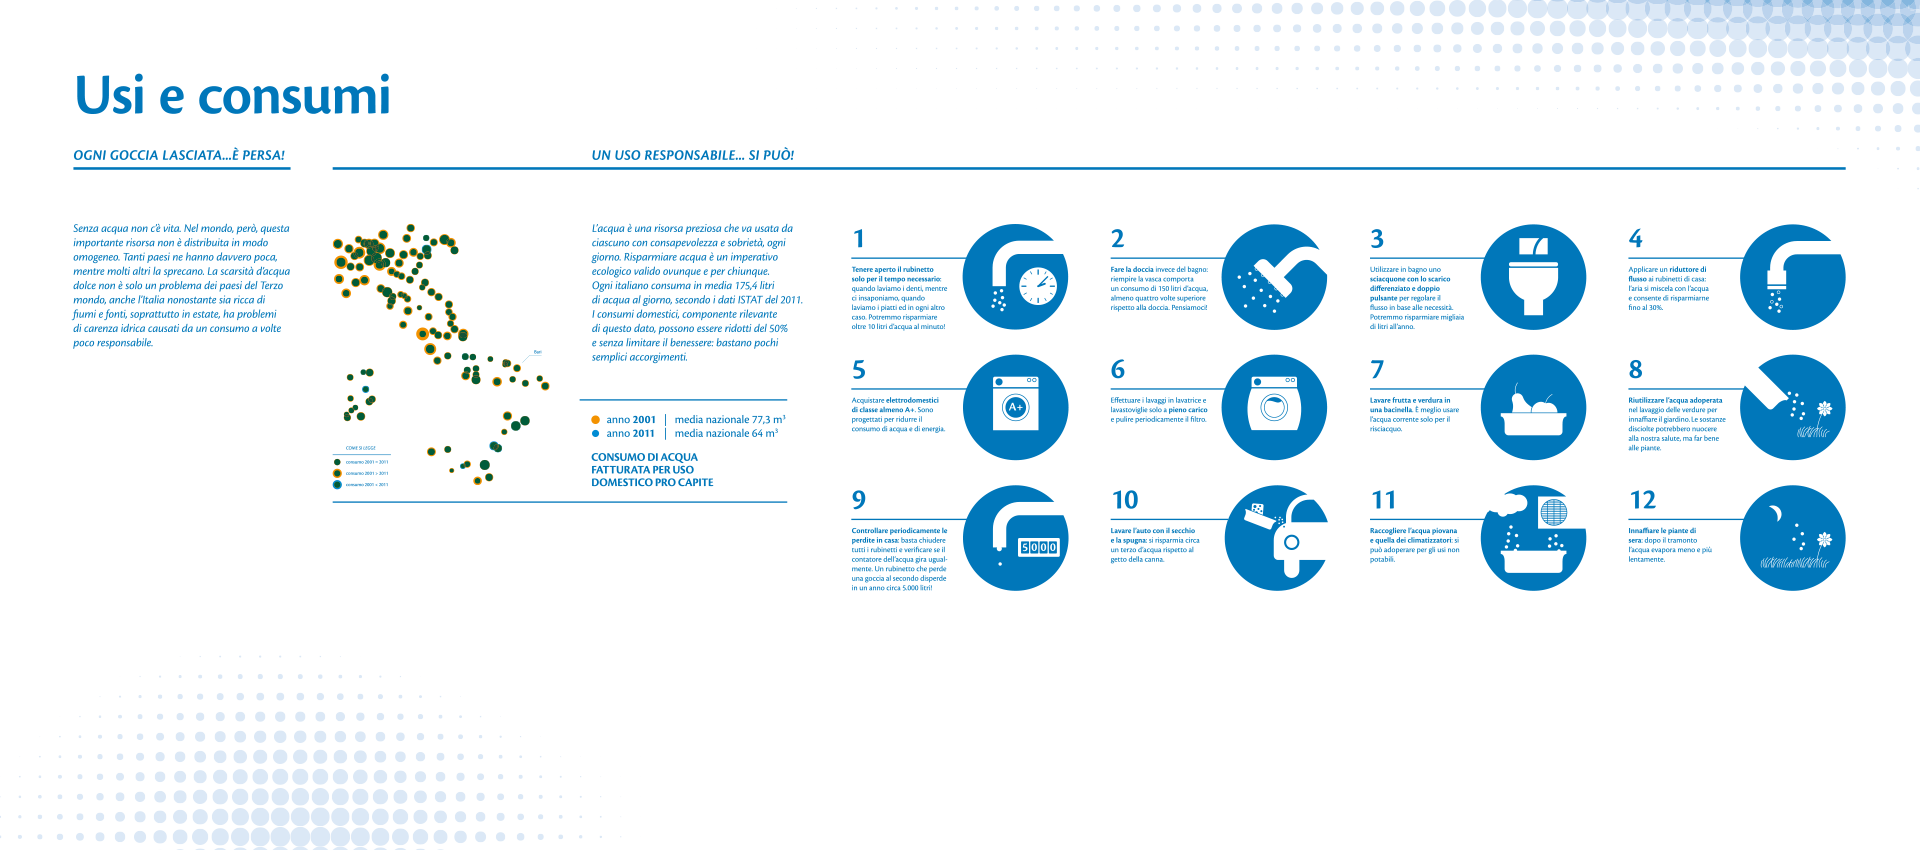 Usi e consumi
OGNI GOCCIA LASCIATA...È PERSA!
Senza acqua non c'è vita. Nel mondo, però, questa
importante risorsa non è distribuita in modo
omogeneo. Tanti paesi ne hanno davvero poca,
mentre molti altri la sprecano. La scarsità d'acqua
dolce non è solo un problema dei paesi del Terzo
mondo, anche l'Italia nonostante sia ricca di
fiumi e fonti, soprattutto in estate, ha problemi
di carenza idrica causati da un consumo a volte
poco responsabile.
Bari
COME SI LEGGE
consumo 2001 = 2011
consumo 2001 > 2011
consumo 2001 < 2011
UN USO RESPONSABILE... SI PUÒ!
L'acqua è una risorsa preziosa che va usata da
ciascuno con consapevolezza e sobrietà, ogni
giorno. Risparmiare acqua è un imperativo
ecologico valido ovunque e per chiunque.
Ogni italiano consuma in media 175,4 litri
di acqua al giorno, secondo i dati ISTAT del 2011.
I consumi domestici, componente rilevante
di questo dato, possono essere ridotti del 50%
e senza limitare il benessere: bastano pochi
semplici accorgimenti.
anno 2001 | media nazionale 77,3 m³
anno 2011 | media nazionale 64 m³
CONSUMO DI ACQUA
FATTURATA PER USO
DOMESTICO PRO CAPITE
1
Tenere aperto il rubinetto
solo per il tempo necessario:
quando laviamo i denti, mentre
ci insaponiamo, quando
laviamo i piatti ed in ogni altro
caso. Potremmo risparmiare
oltre 10 litri d'acqua al minuto!
2
Fare la doccia invece del bagno:
riempire la vasca comporta
un consumo di 150 litri d'acqua,
almeno quattro volte superiore
rispetto alla doccia. Pensiamoci!
3
Utilizzare in bagno uno
sciacquone con lo scarico
differenziato e doppio
pulsante per regolare il
flusso in base alle necessità.
Potremmo risparmiare migliaia
di litri all'anno.
4
Applicare un riduttore di
flusso ai rubinetti di casa:
l'aria si miscela con l'acqua
e consente di risparmiarne
fino al 30%.
5
Acquistare elettrodomestici
di classe almeno A+. Sono
progettati per ridurre il
consumo di acqua e di energia.
A+
6
Effettuare i lavaggi in lavatrice e
lavastoviglie solo a pieno carico
e pulire periodicamente il filtro.
7
Lavare frutta e verdura in
una bacinella. È meglio usare
l'acqua corrente solo per il
risciacquo.
8
Riutilizzare l'acqua adoperata
nel lavaggio delle verdure per
innaffiare il giardino. Le sostanze
disciolte potrebbero nuocere
alla nostra salute, ma far bene
alle piante.
9
Controllare periodicamente le
perdite in casa: basta chiudere
tutti i rubinetti e verificare se il
contatore dell'acqua gira ugual-
mente. Un rubinetto che perde
una goccia al secondo disperde
in un anno circa 5.000 litri!
5000
10
Lavare l'auto con il secchio
e la spugna: si risparmia circa
un terzo d'acqua rispetto al
getto della canna.
11
Raccogliere l'acqua piovana
e quella dei climatizzatori: si
può adoperare per gli usi non
potabili.
12
Innaffiare le piante di
sera: dopo il tramonto
l'acqua evapora meno e più
lentamente.